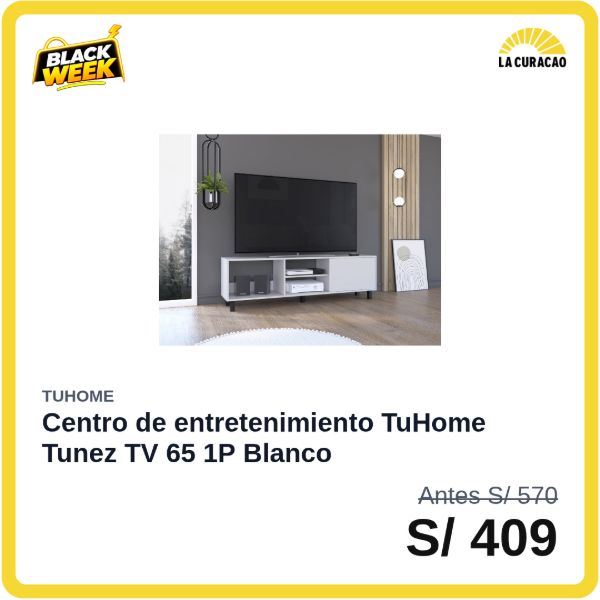 BLACK
WEEK
LA CURACAO
TUHOME
Centro de entretenimiento TuHome
Tunez TV 65 1P Blanco
Antes S/ 570
S/ 409